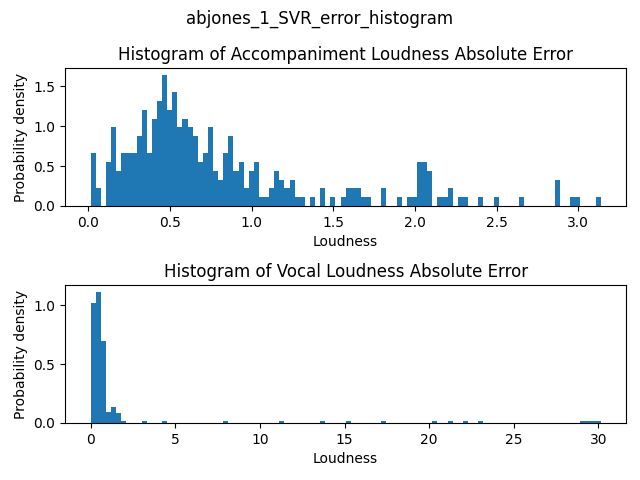 abjones_1_SVR_error_histogram
Histogram of Accompaniment Loudness Absolute Error
Probability density
1.5
1.0
0.5
0.0
0.0 0.5 1.0 1.5 2.0 2.5 3.0
Loudness
Histogram of Vocal Loudness Absolute Error
Probability density
1.0
0.5
0.0
0 5 10 15 20 25 30
Loudness